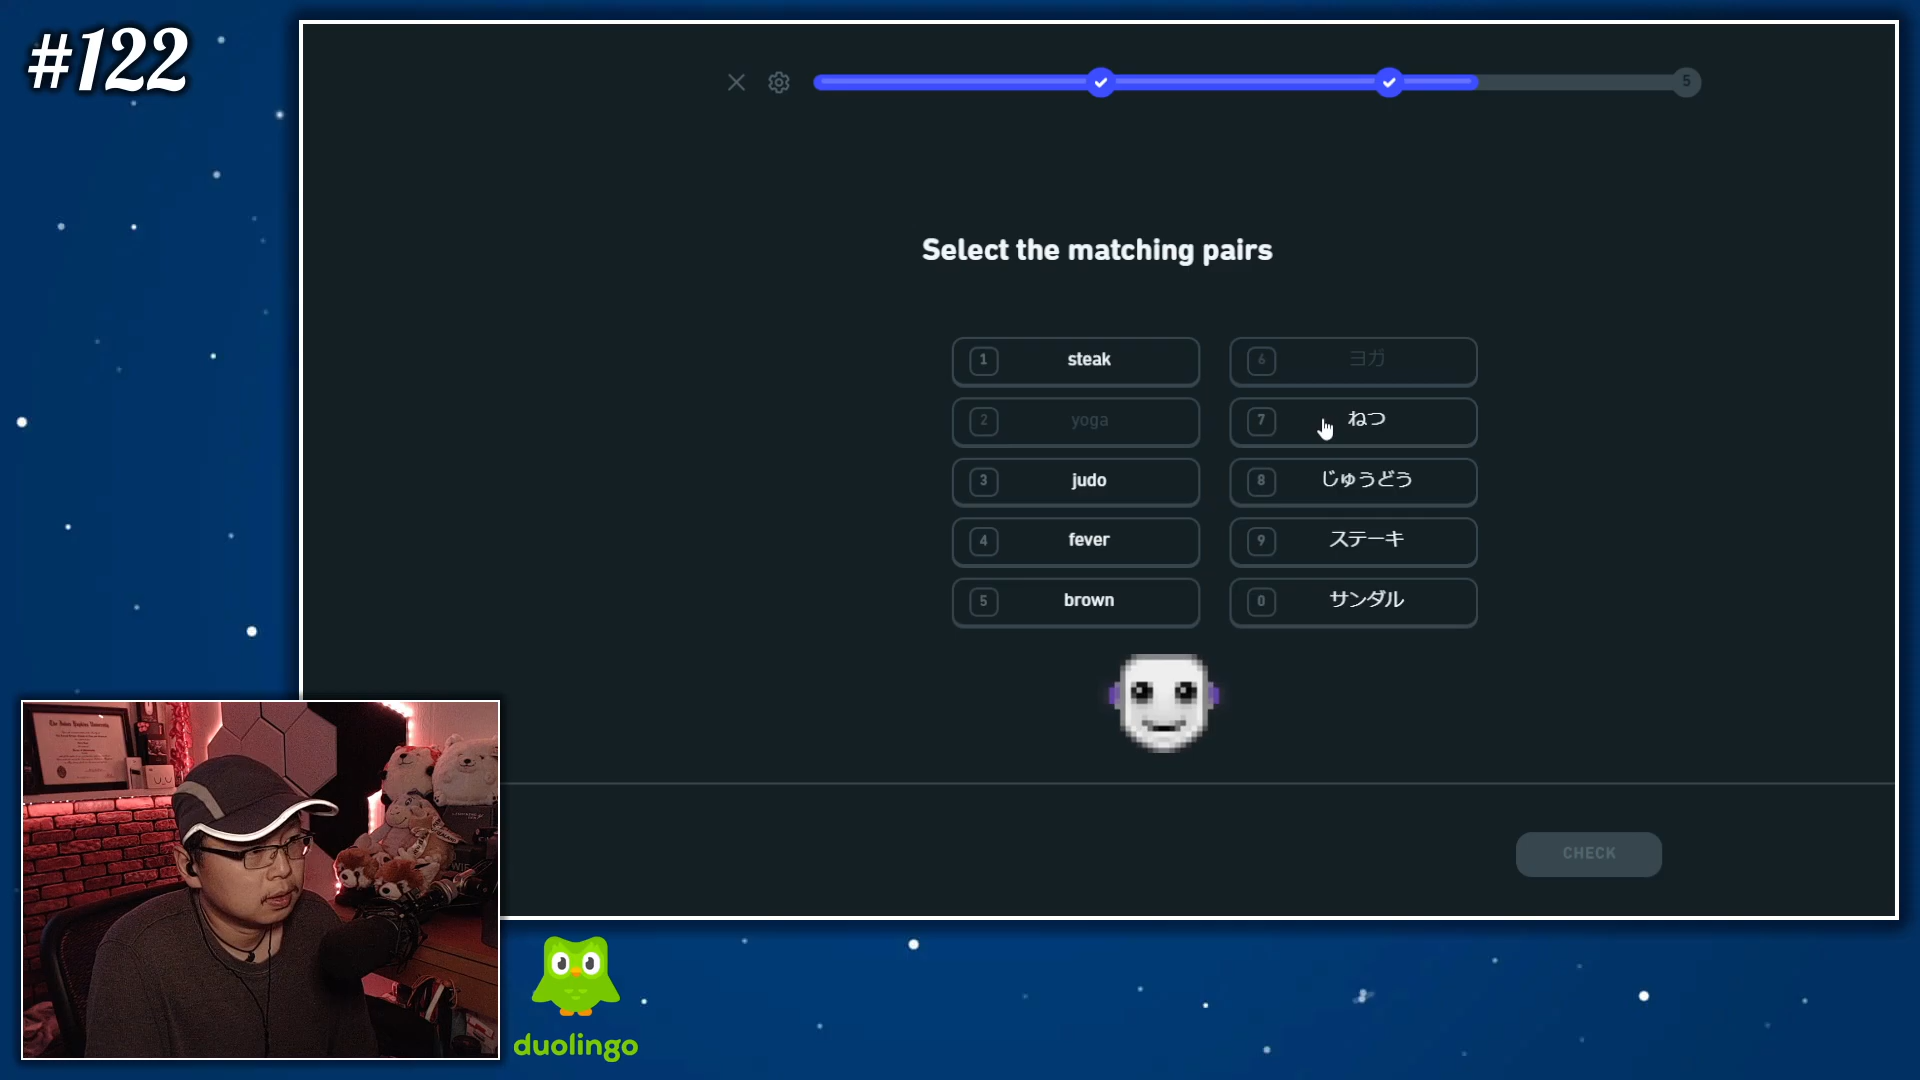 #122
5
Select the matching pairs
1 steak
6 ヨガ
2 yoga
7 ねつ
3 judo
8 じゅうどう
4 fever
9 ステーキ
5 brown
0 サンダル
CHECK
duolingo